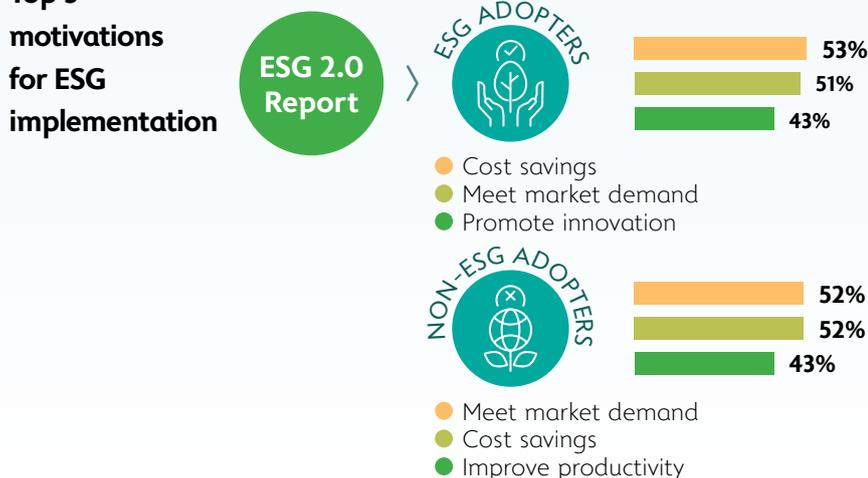 motivations
for ESG
implementation
ESG 2.0
Report
ESG ADOPTERS
53%
51%
43%
Cost savings
Meet market demand
Promote innovation
NON-ESG ADOPTERS
52%
52%
43%
Meet market demand
Cost savings
Improve productivity